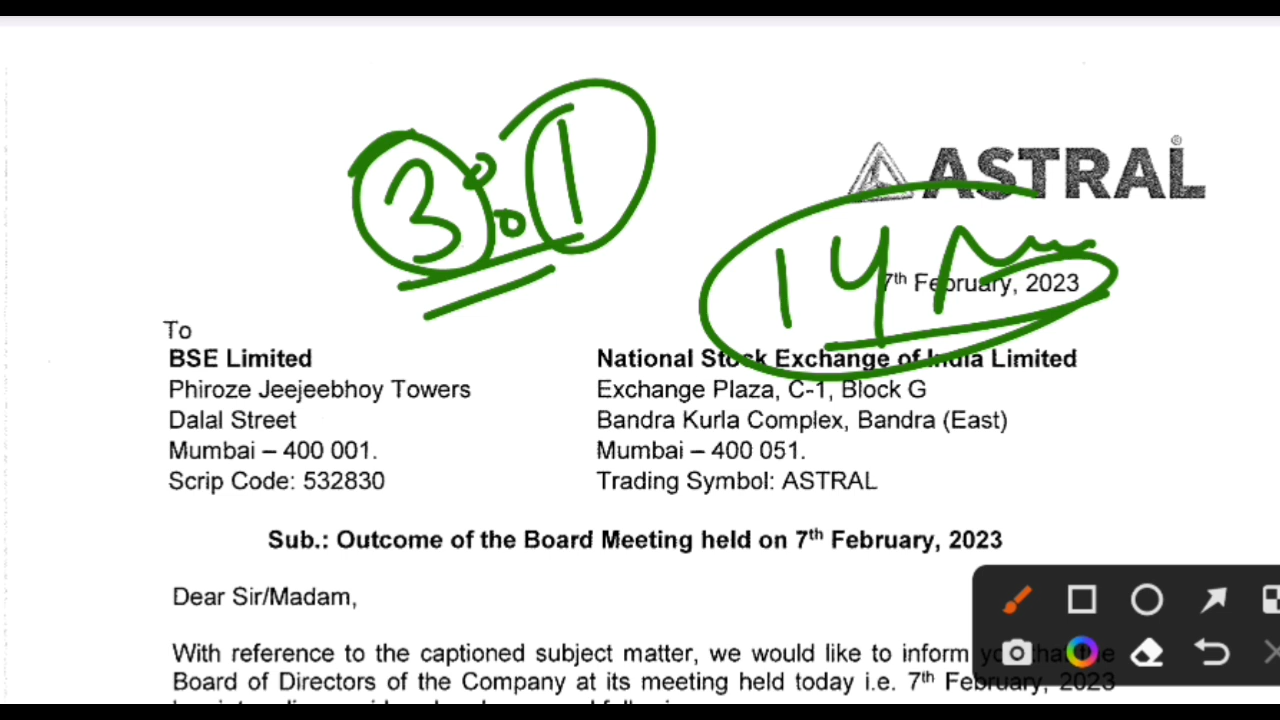 3:1
ASTRAL
14
7th February, 2023
To
BSE Limited
Phiroze Jeejeebhoy Towers
Dalal Street
Mumbai – 400 001.
Scrip Code: 532830
National Stock Exchange of India Limited
Exchange Plaza, C-1, Block G
Bandra Kurla Complex, Bandra (East)
Mumbai – 400 051.
Trading Symbol: ASTRAL
Sub.: Outcome of the Board Meeting held on 7th February, 2023
Dear Sir/Madam,
With reference to the captioned subject matter, we would like to inform you that the
Board of Directors of the Company at its meeting held today i.e. 7th February, 2023